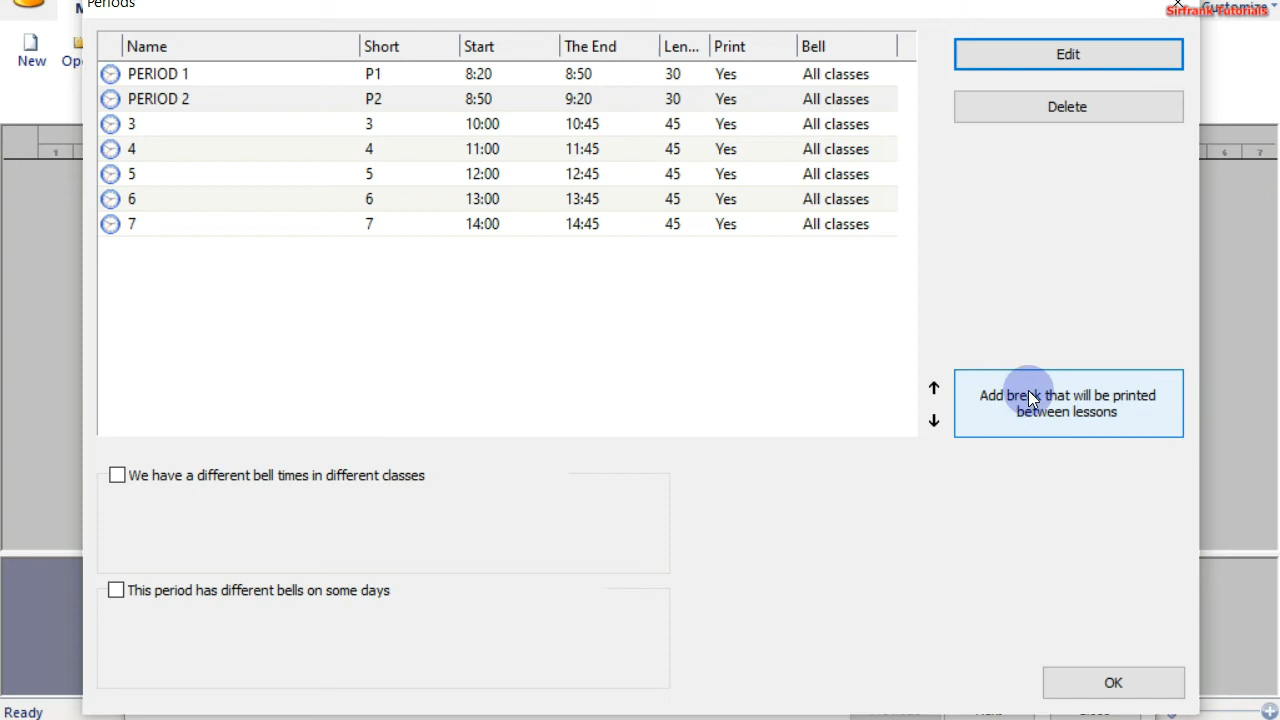 Periods
Customize
Sirfrank Tutorials
New
Name Short Start The End Len... Print Bell
PERIOD 1 P1 8:20 8:50 30 Yes All classes
PERIOD 2 P2 8:50 9:20 30 Yes All classes
3 3 10:00 10:45 45 Yes All classes
4 4 11:00 11:45 45 Yes All classes
5 5 12:00 12:45 45 Yes All classes
6 6 13:00 13:45 45 Yes All classes
7 7 14:00 14:45 45 Yes All classes
Edit
Delete
1
6 7
Add break that will be printed
between lessons
We have a different bell times in different classes
This period has different bells on some days
OK
Ready